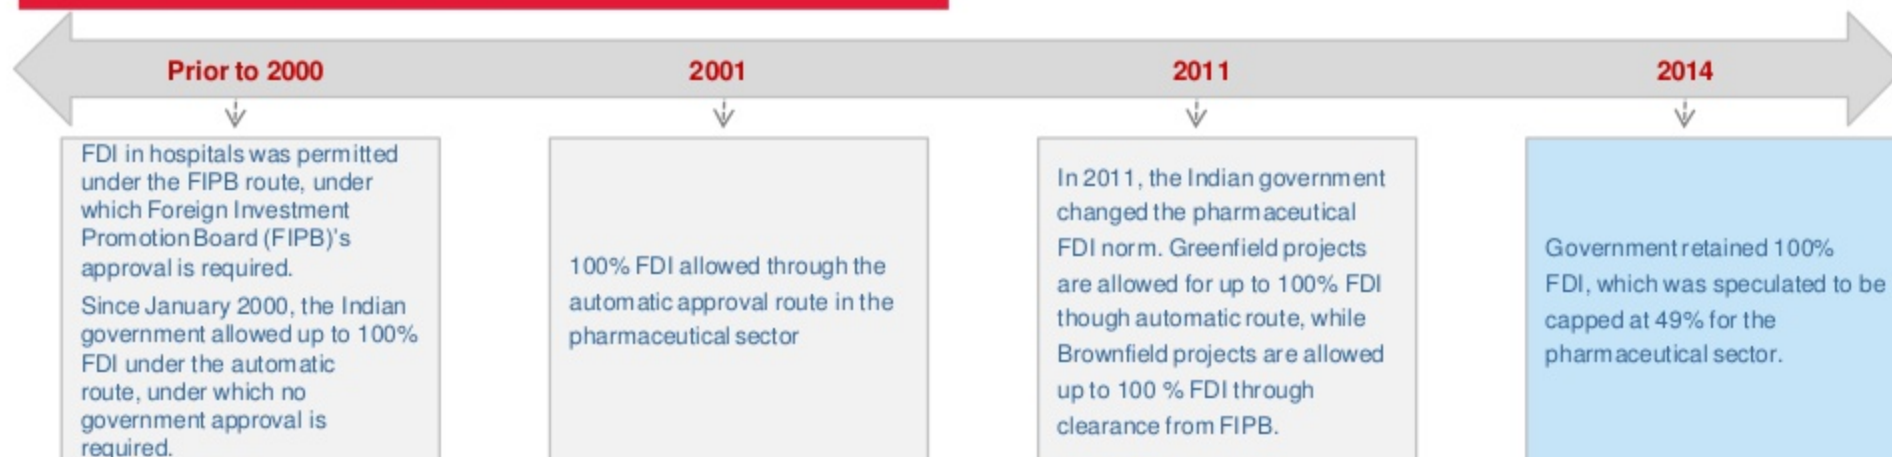 Prior to 2000
2001
2011
2014
FDI in hospitals was permitted
under the FIPB route, under
which Foreign Investment
Promotion Board (FIPB)'s
approval is required.
Since January 2000, the Indian
government allowed up to 100%
FDI under the automatic
route, under which no
government approval is
required.
100% FDI allowed through the
automatic approval route in the
pharmaceutical sector
In 2011, the Indian government
changed the pharmaceutical
FDI norm. Greenfield projects
are allowed for up to 100% FDI
though automatic route, while
Brownfield projects are allowed
up to 100 % FDI through
clearance from FIPB.
Government retained 100%
FDI, which was speculated to be
capped at 49% for the
pharmaceutical sector.